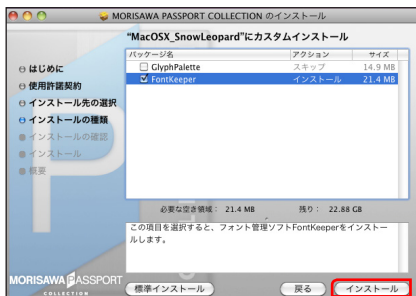 MORISAWA PASSPORT COLLECTION のインストール
"MacOSX_SnowLeopard"にカスタムインストール
はじめに
使用許諾契約
インストール先の選択
インストールの種類
インストールの確認
インストール
概要
パッケージ名 アクション サイズ
GlyphPalette スキップ 14.9 MB
FontKeeper インストール 21.4 MB
必要な空き領域： 21.4 MB 残り： 22.88 GB
この項目を選択すると、フォント管理ソフトFontKeeperをインストー
ルします。
MORISAWA PASSPORT
COLLECTION
標準インストール 戻る インストール